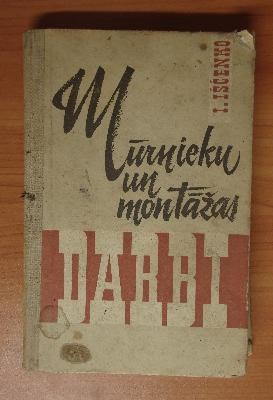 I. IŠČENKO
Mūrnieku
un
montāžas
DARBI